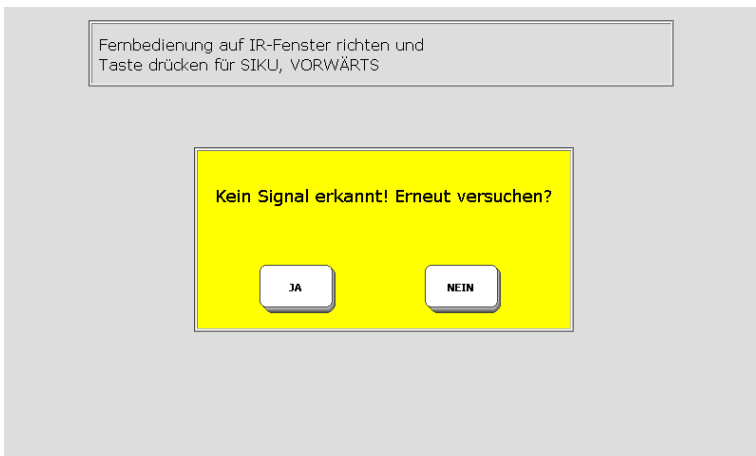 Fernbedienung auf IR-Fenster richten und
Taste drücken für SIKU, VORWÄRTS
Kein Signal erkannt! Erneut versuchen?
JA
NEIN